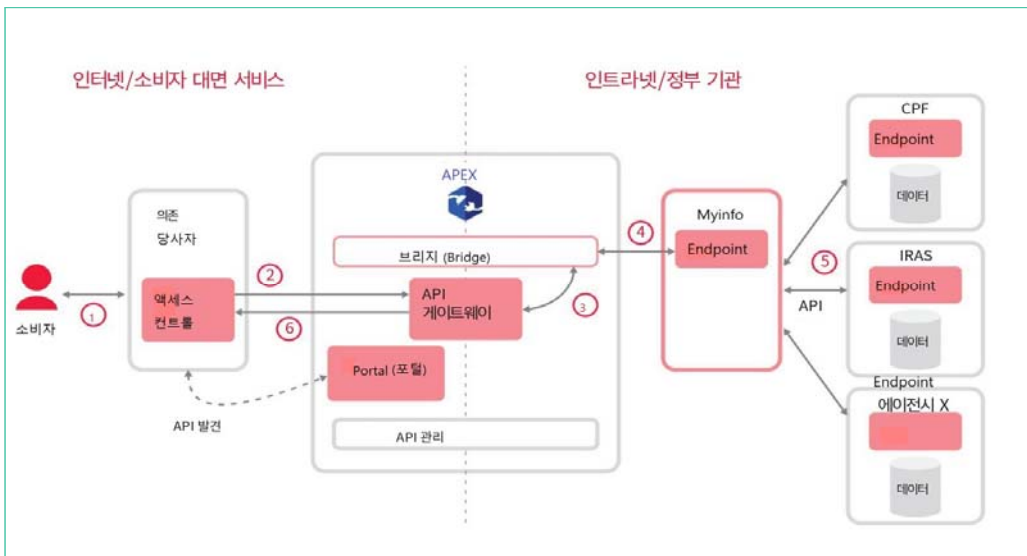 인터넷/소비자 대면 서비스
인트라넷/정부 기관
소비자
1
의존
당사자
액세스
컨트롤
2
6
API 발견
APEX
브리지 (Bridge)
API
게이트웨이
3
Portal (포털)
API 관리
4
Myinfo
Endpoint
5
API
CPF
Endpoint
데이터
IRAS
Endpoint
데이터
Endpoint
에이전시 X
데이터